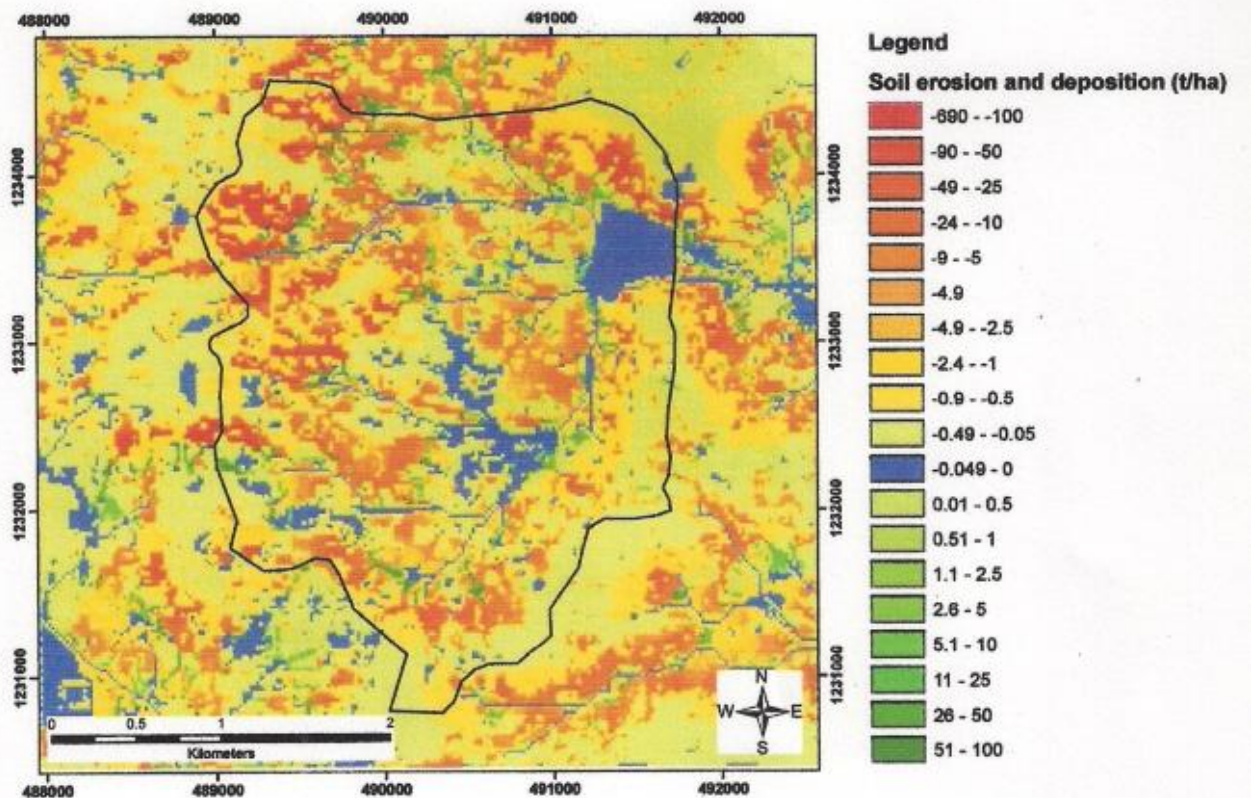 488000 489000 490000 491000 492000
Legend
Soil erosion and deposition (t/ha)
-690 - -100
-90 - -50
-49 - -25
-24 - -10
-9 - -5
-4.9
-4.9 - -2.5
-2.4 - -1
-0.9 - -0.5
-0.49 - -0.05
-0.049 - 0
0.01 - 0.5
0.51 - 1
1.1 - 2.5
2.6 - 5
5.1 - 10
11 - 25
26 - 50
51 - 100
1234000
1234000
1233000
1233000
1232000
1232000
1231000
1231000
N
W E
S
0 0.5 1 2
Kilometers
488000 489000 490000 491000 492000